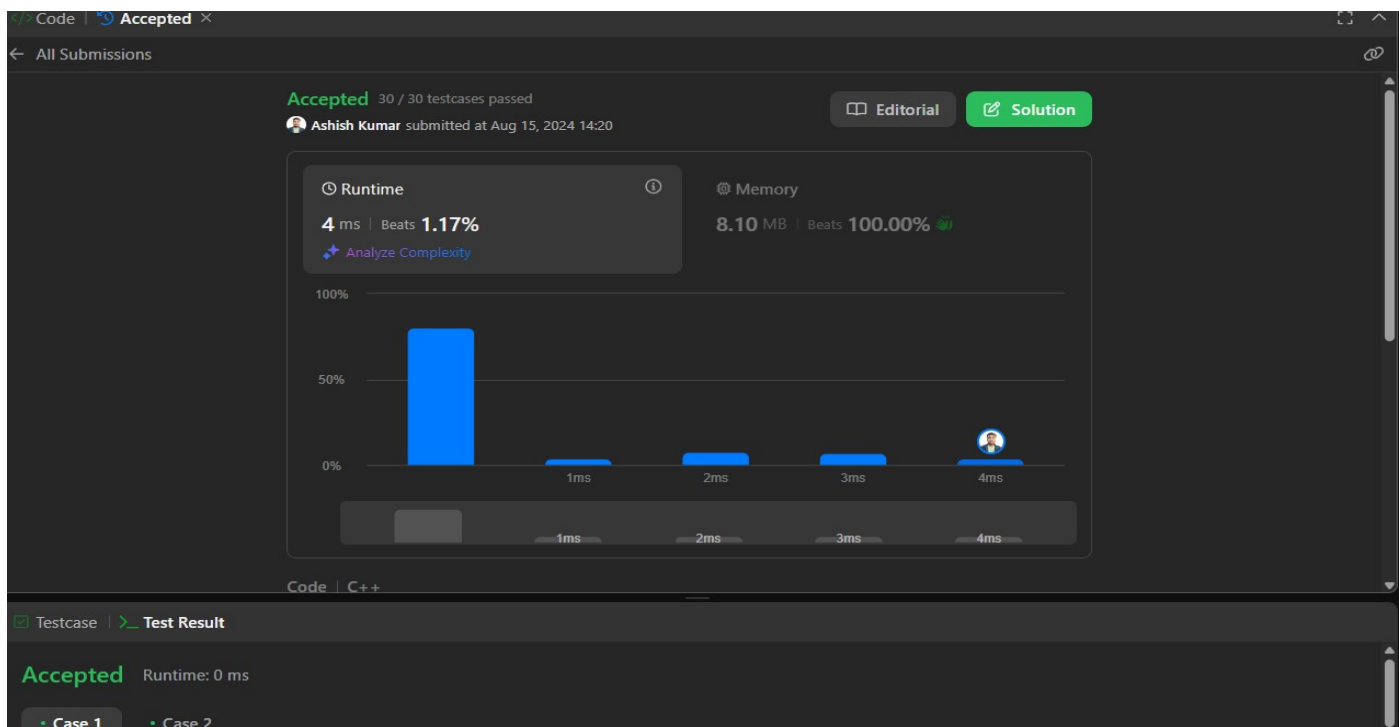 </> Code | Accepted ×
← All Submissions
Accepted 30 / 30 testcases passed
Ashish Kumar submitted at Aug 15, 2024 14:20
Editorial
Solution
Runtime
4 ms | Beats 1.17%
Analyze Complexity
Memory
8.10 MB | Beats 100.00%
100%
50%
0%
1ms 2ms 3ms 4ms
1ms 2ms 3ms 4ms
Code | C++
Testcase | >_ Test Result
Accepted Runtime: 0 ms
• Case 1 • Case 2